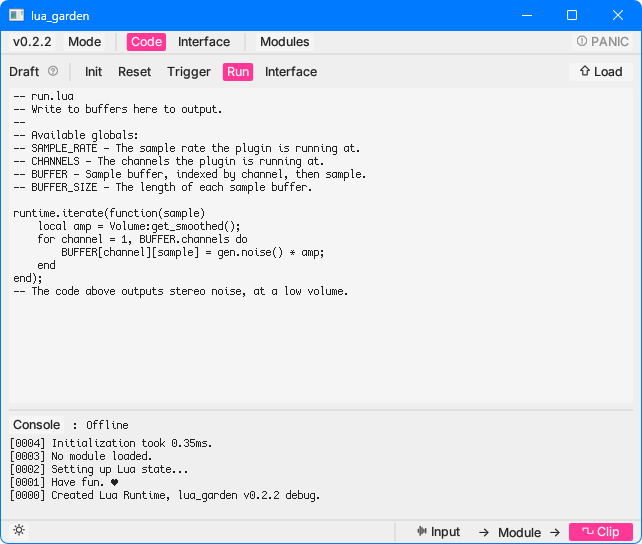 lua_garden
v0.2.2 Mode Code Interface Modules PANIC
Draft Init Reset Trigger Run Interface Load
-- run.lua
-- Write to buffers here to output.
--
-- Available globals:
-- SAMPLE_RATE - The sample rate the plugin is running at.
-- CHANNELS - The channels the plugin is running at.
-- BUFFER - Sample buffer, indexed by channel, then sample.
-- BUFFER_SIZE - The length of each sample buffer.
runtime.iterate(function(sample)
    local amp = Volume:get_smoothed();
    for channel = 1, BUFFER.channels do
        BUFFER[channel][sample] = gen.noise() * amp;
    end
end);
-- The code above outputs stereo noise, at a low volume.
Console : Offline
[0004] Initialization took 0.35ms.
[0003] No module loaded.
[0002] Setting up Lua state...
[0001] Have fun. ♥
[0000] Created Lua Runtime, lua_garden v0.2.2 debug.
Input → Module → Clip